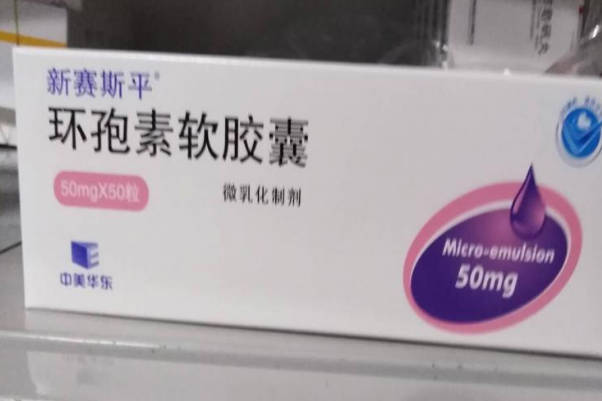 新赛斯平®
环孢素软胶囊
50mgX50粒
微乳化制剂
Micro-emulsion
50mg
中美华东